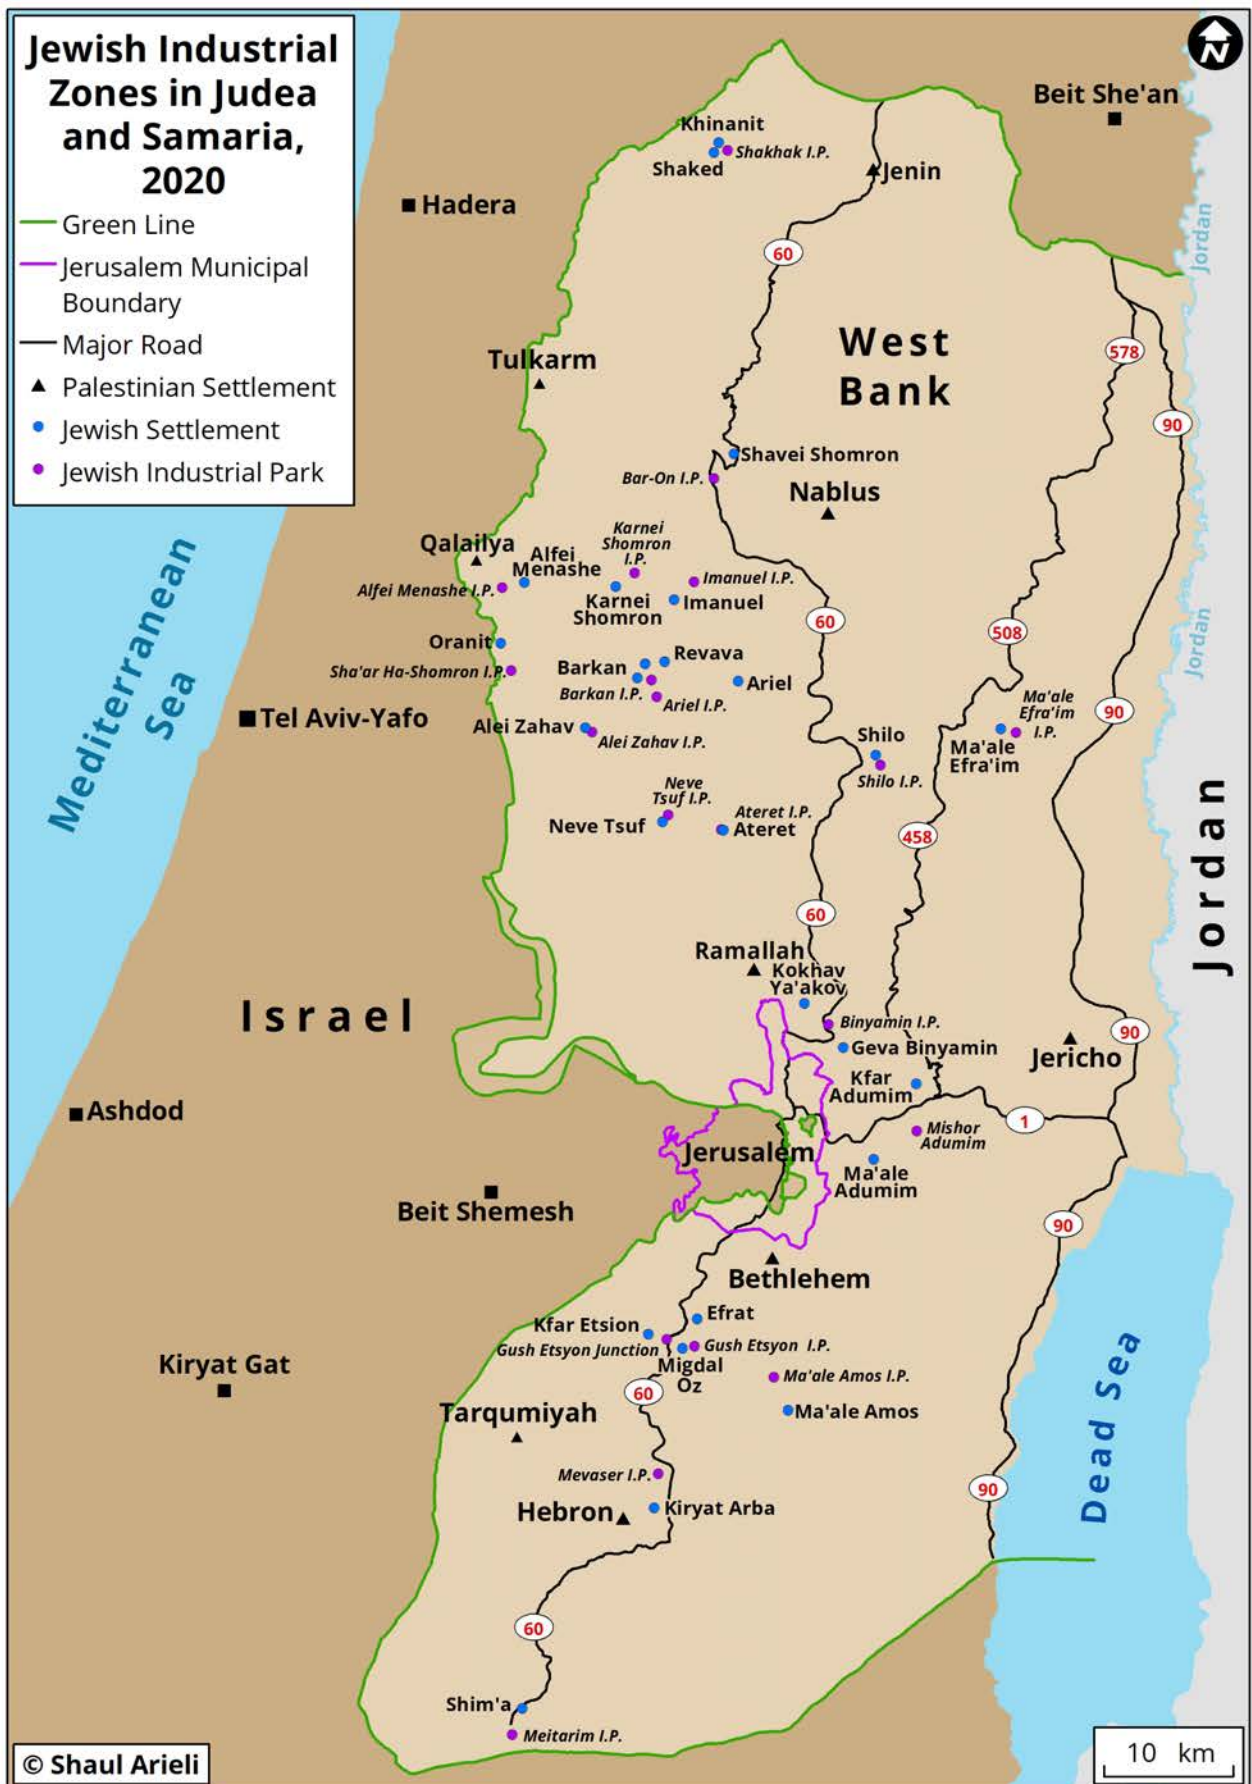 Jewish Industrial
Zones in Judea
and Samaria,
2020
Green Line
Jerusalem Municipal
Boundary
Major Road
Palestinian Settlement
Jewish Settlement
Jewish Industrial Park
N
Beit She'an
Khinanit
Shakhak I.P.
Shaked
Jenin
Hadera
Jordan
60
West
Bank
578
Tulkarm
90
Shavei Shomron
Bar-On I.P.
Nablus
Qalailya
Alfei
Menashe
Karnei
Shomron
I.P.
Alfei Menashe I.P.
Imanuel I.P.
Karnei
Shomron
Imanuel
Mediterranean
Sea
60
508
Jordan
Oranit
Revava
Barkan
Sha'ar Ha-Shomron I.P.
Ariel
Barkan I.P.
Ariel I.P.
Ma'ale
Efra'im
I.P.
90
Tel Aviv-Yafo
Alei Zahav
Alei Zahav I.P.
Shilo
Ma'ale
Efra'im
Shilo I.P.
Neve
Tsuf I.P.
Ateret I.P.
Neve Tsuf
Ateret
458
Jordan
60
Ramallah
Kokhav
Ya'akov
Israel
Binyamin I.P.
90
Geva Binyamin
Jericho
Kfar
Adumim
Ashdod
1
Mishor
Adumim
Jerusalem
Ma'ale
Adumim
Beit Shemesh
90
Bethlehem
Efrat
Kfar Etsion
Gush Etsyon Junction
Gush Etsyon I.P.
Migdal
Oz
Kiryat Gat
Ma'ale Amos I.P.
60
Ma'ale Amos
Tarqumiyah
Dead Sea
Mevaser I.P.
90
Hebron
Kiryat Arba
60
Shim'a
Meitarim I.P.
© Shaul Arieli
10 km